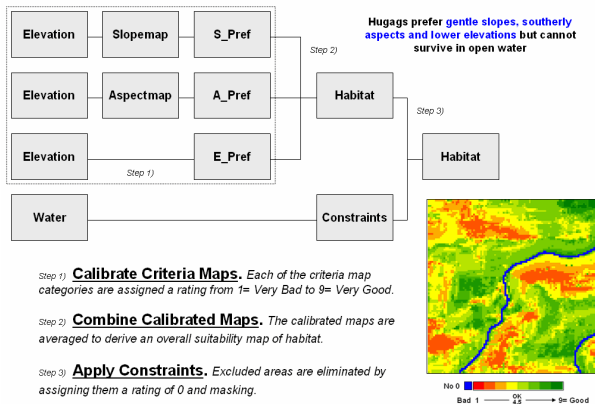 Hugags prefer gentle slopes, southerly
aspects and lower elevations but cannot
survive in open water
Elevation
Slopemap
S_Pref
Step 2)
Elevation
Aspectmap
A_Pref
Habitat
Step 3)
Elevation
Step 1)
E_Pref
Habitat
Water
Constraints
Step 1) Calibrate Criteria Maps. Each of the criteria map
categories are assigned a rating from 1= Very Bad to 9= Very Good.
Step 2) Combine Calibrated Maps. The calibrated maps are
averaged to derive an overall suitability map of habitat.
Step 3) Apply Constraints. Excluded areas are eliminated by
assigning them a rating of 0 and masking.
No 0
Bad 1 OK 9= Good
4.5